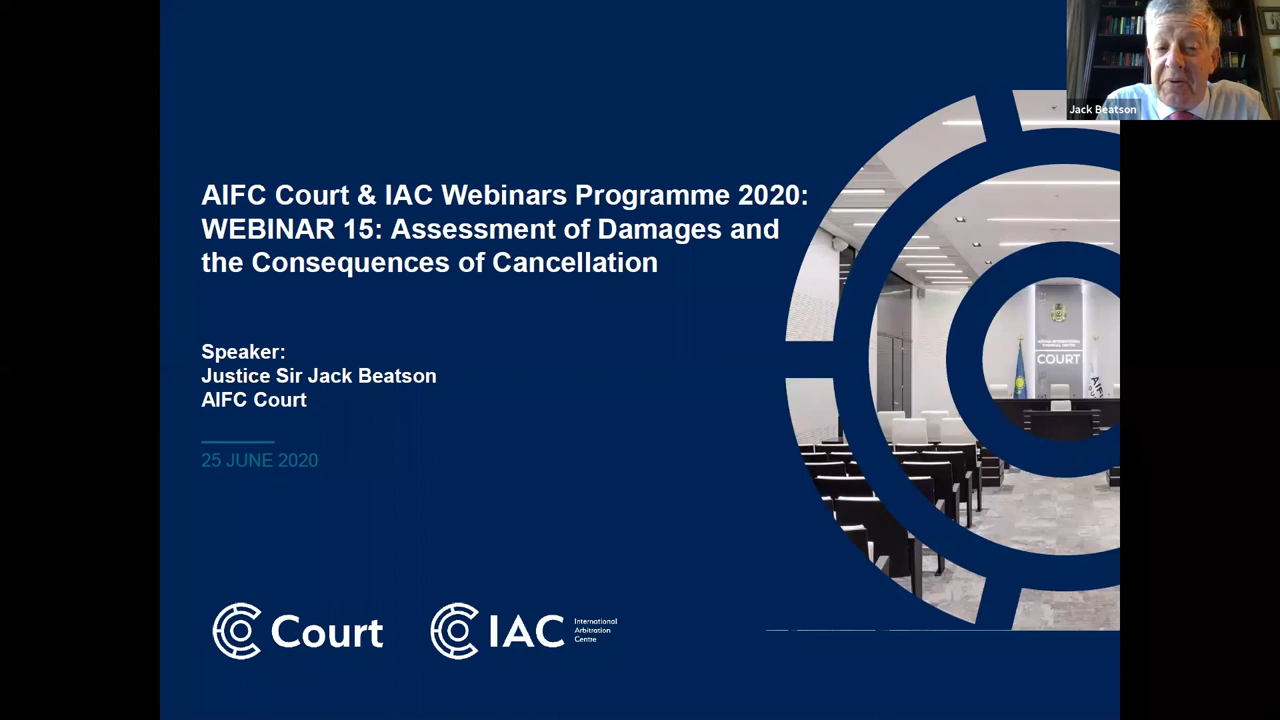 Jack Beatson
AIFC Court & IAC Webinars Programme 2020:
WEBINAR 15: Assessment of Damages and
the Consequences of Cancellation
Speaker:
Justice Sir Jack Beatson
AIFC Court
25 JUNE 2020
COURT
AIFC
Court
IAC
International
Arbitration
Centre